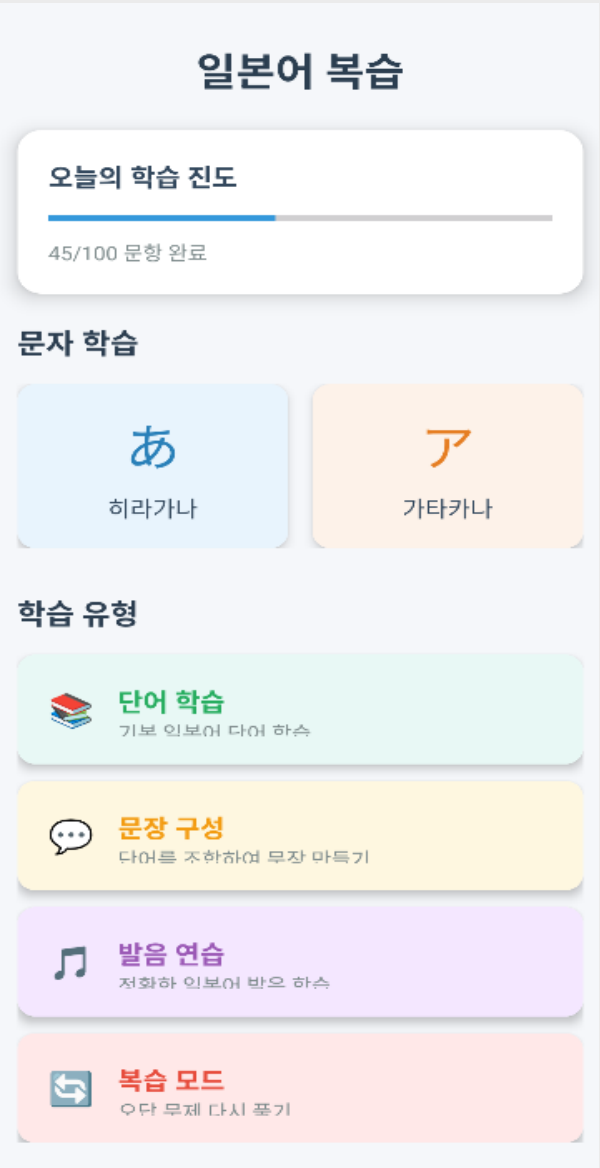 일본어 복습
오늘의 학습 진도
45/100 문항 완료
문자 학습
あ
ア
히라가나
가타카나
학습 유형
단어 학습
기본 일본어 단어 학습
문장 구성
단어를 조합하여 문장 만들기
발음 연습
정확한 일본어 발음 학습
복습 모드
오답 문제 다시 풀기